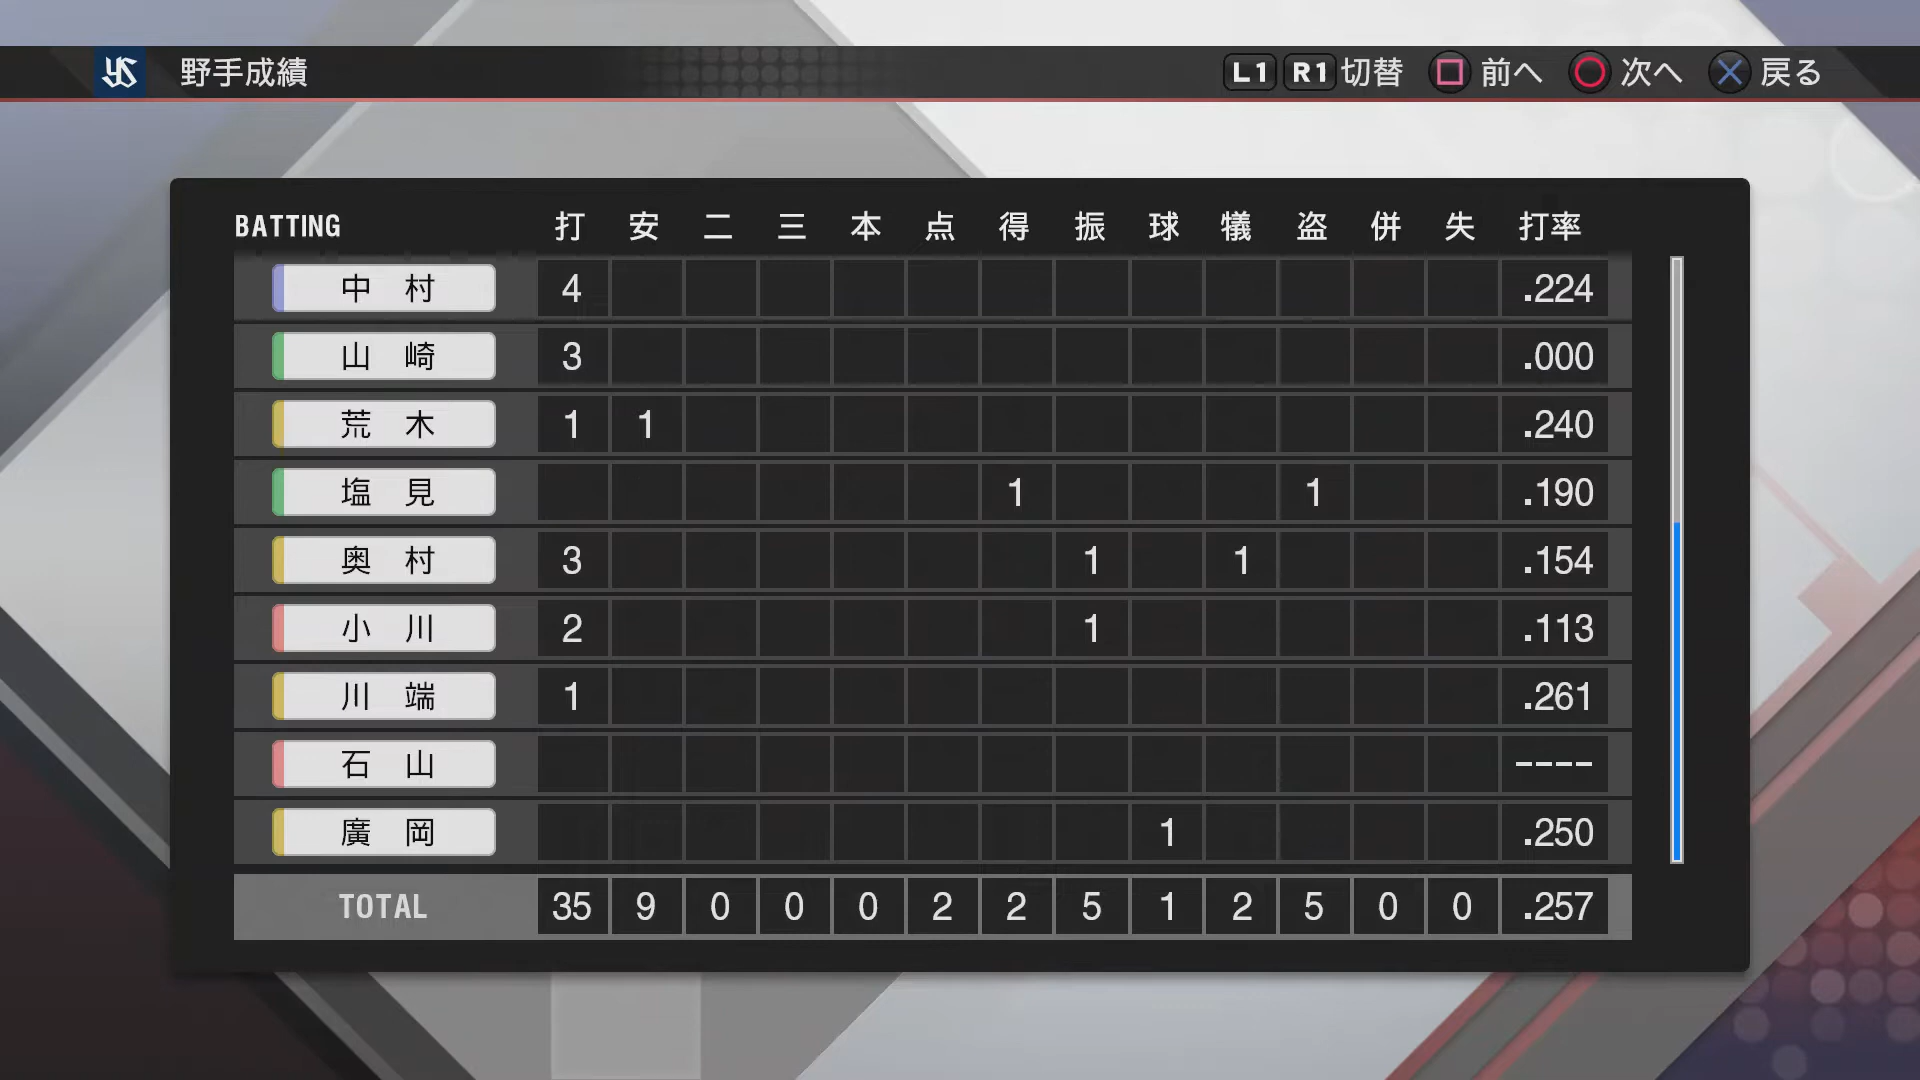 YS 野手成績 L1 R1 切替 前へ 次へ 戻る
BATTING 打 安 二 三 本 点 得 振 球 犠 盗 併 失 打率
中村 4 .224
山崎 3 .000
荒木 1 1 .240
塩見 1 1 .190
奥村 3 1 1 .154
小川 2 1 .113
川端 1 .261
石山 ----
廣岡 1 .250
TOTAL 35 9 0 0 0 2 2 5 1 2 5 0 0 .257